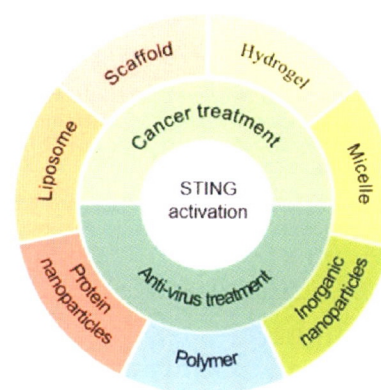 Scaffold
Hydrogel
Liposome
Cancer treatment
Micelle
STING
activation
Protein
nanoparticles
Anti-virus treatment
Inorganic
nanoparticles
Polymer